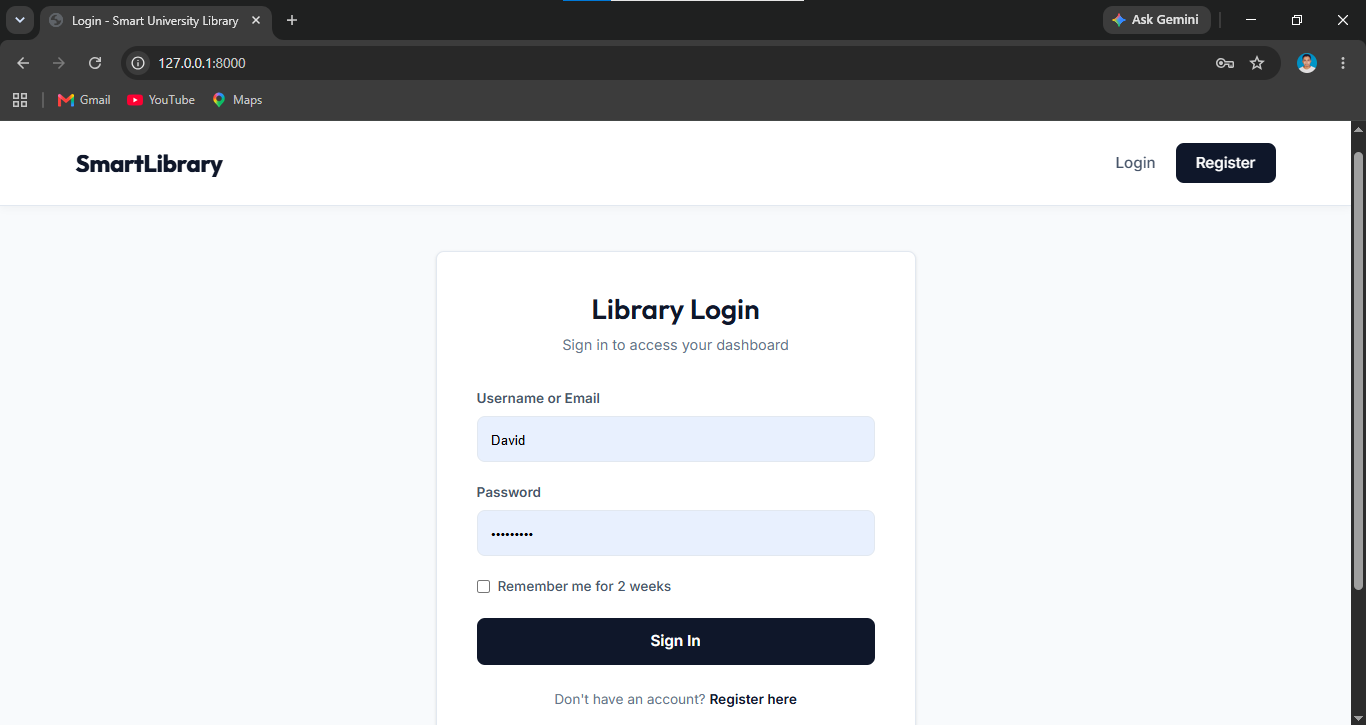 Login - Smart University Library
Ask Gemini
127.0.0.1:8000
Gmail YouTube Maps
SmartLibrary
Login Register
Library Login
Sign in to access your dashboard
Username or Email
David
Password
•••••••••
Remember me for 2 weeks
Sign In
Don't have an account? Register here